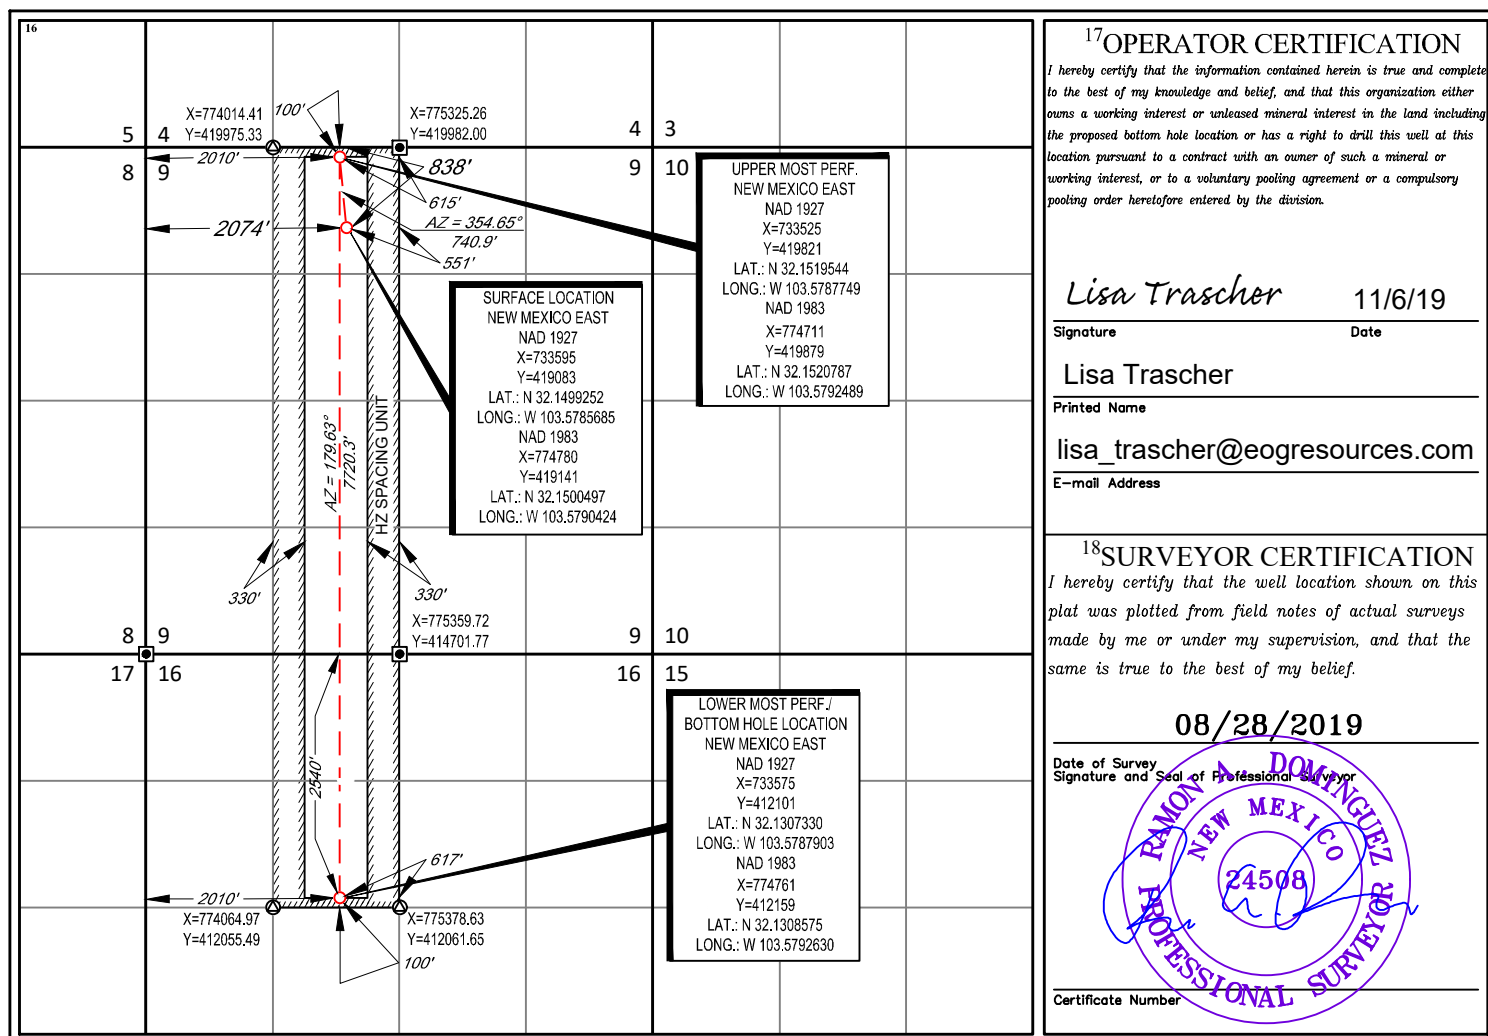 16
X=774014.41
Y=419975.33
100'
X=775325.26
Y=419982.00
5 4
8 9
4 3
9 10
2010'
838'
615'
AZ = 354.65°
740.9'
551'
2074'
UPPER MOST PERF.
NEW MEXICO EAST
NAD 1927
X=733525
Y=419821
LAT.: N 32.1519544
LONG.: W 103.5787749
NAD 1983
X=774711
Y=419879
LAT.: N 32.1520787
LONG.: W 103.5792489
SURFACE LOCATION
NEW MEXICO EAST
NAD 1927
X=733595
Y=419083
LAT.: N 32.1499252
LONG.: W 103.5785685
NAD 1983
X=774780
Y=419141
LAT.: N 32.1500497
LONG.: W 103.5790424
AZ = 179.63°
7720.3'
HZ SPACING UNIT
330'
330'
X=775359.72
Y=414701.77
8 9
17 16
9 10
16 15
LOWER MOST PERF./
BOTTOM HOLE LOCATION
NEW MEXICO EAST
NAD 1927
X=733575
Y=412101
LAT.: N 32.1307330
LONG.: W 103.5787903
NAD 1983
X=774761
Y=412159
LAT.: N 32.1308575
LONG.: W 103.5792630
2540'
617'
2010'
X=774064.97
Y=412055.49
X=775378.63
Y=412061.65
100'
17OPERATOR CERTIFICATION
I hereby certify that the information contained herein is true and complete
to the best of my knowledge and belief, and that this organization either
owns a working interest or unleased mineral interest in the land including
the proposed bottom hole location or has a right to drill this well at this
location pursuant to a contract with an owner of such a mineral or
working interest, or to a voluntary pooling agreement or a compulsory
pooling order heretofore entered by the division.
Lisa Trascher 11/6/19
Signature Date
Lisa Trascher
Printed Name
lisa_trascher@eogresources.com
E-mail Address
18SURVEYOR CERTIFICATION
I hereby certify that the well location shown on this
plat was plotted from field notes of actual surveys
made by me or under my supervision, and that the
same is true to the best of my belief.
08/28/2019
Date of Survey
Signature and Seal of Professional Surveyor
RAMON A. DOMINGUEZ
NEW MEXICO
24508
PROFESSIONAL SURVEYOR
Certificate Number